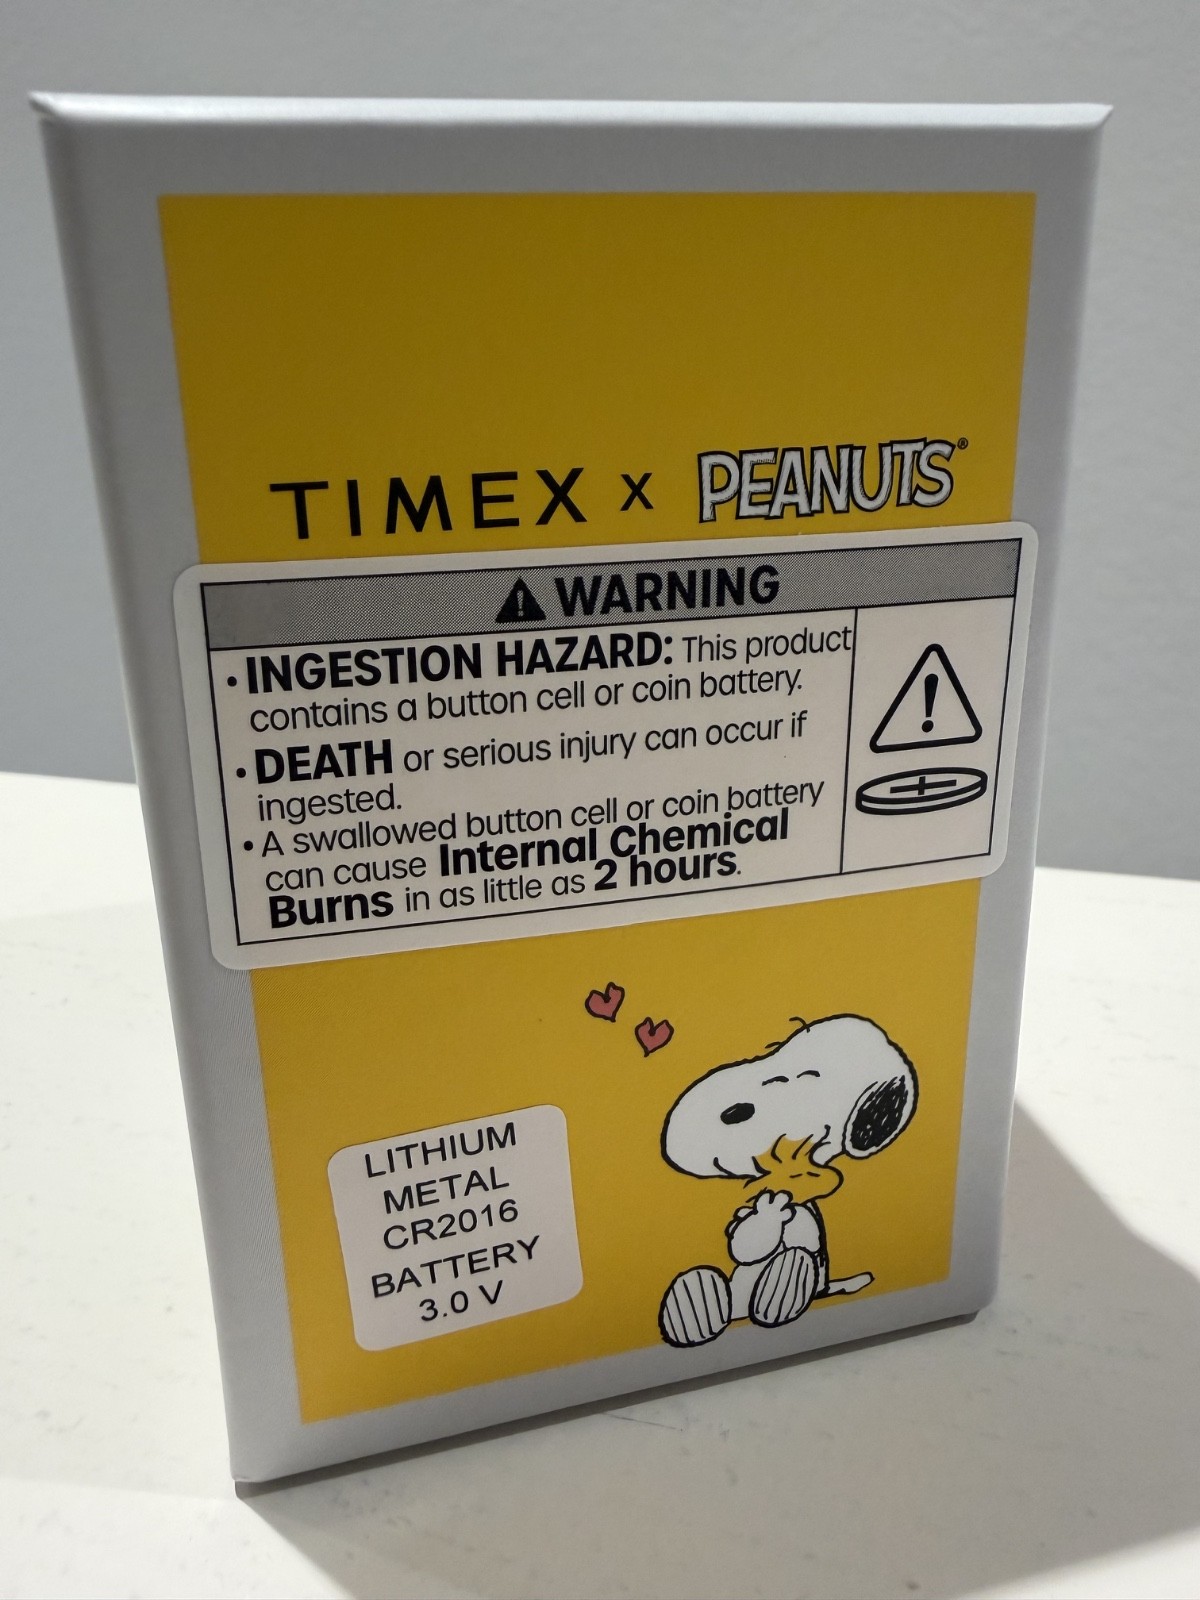 TIMEX x PEANUTS®
⚠ WARNING
• INGESTION HAZARD: This product
contains a button cell or coin battery.
• DEATH or serious injury can occur if
ingested.
• A swallowed button cell or coin battery
can cause Internal Chemical
Burns in as little as 2 hours.
LITHIUM
METAL
CR2016
BATTERY
3.0 V